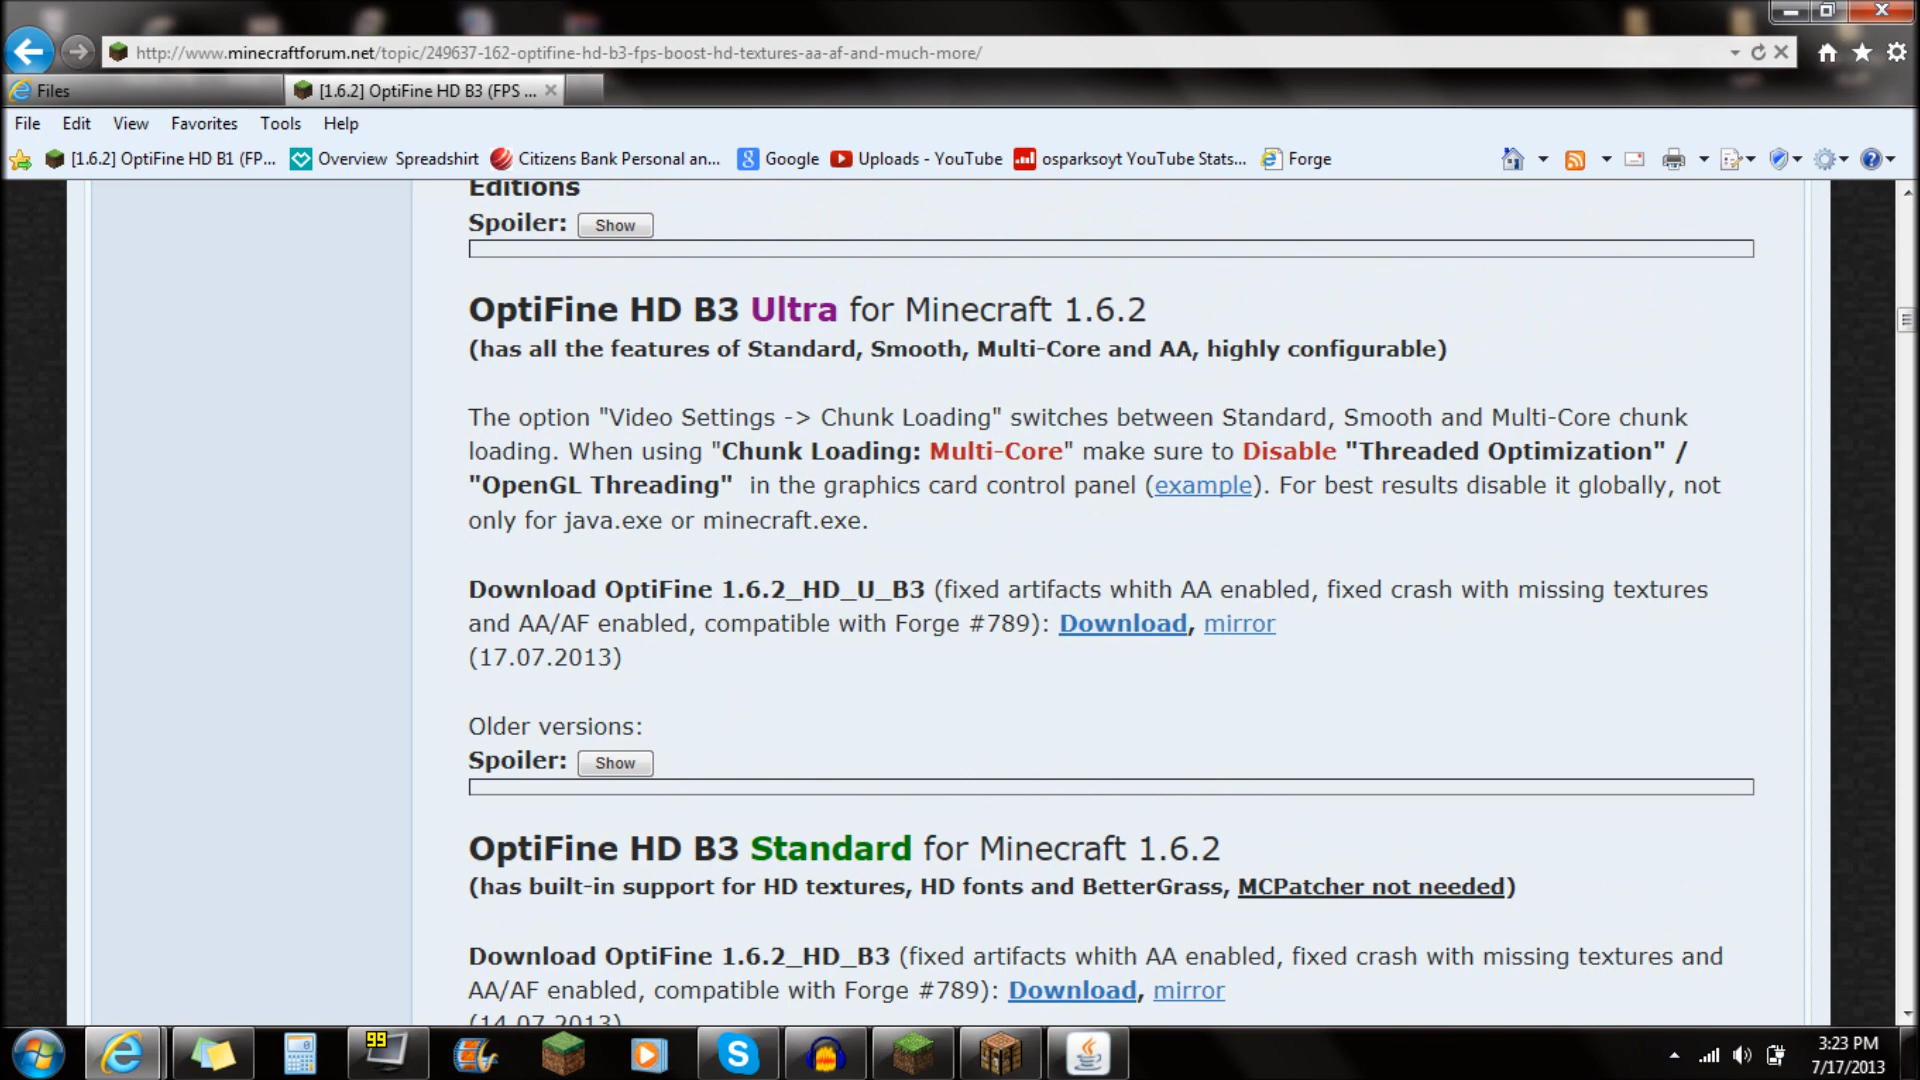 http://www.minecraftforum.net/topic/249637-162-optifine-hd-b3-fps-boost-hd-textures-aa-af-and-much-more/
Files
[1.6.2] OptiFine HD B3 (FPS ...
File Edit View Favorites Tools Help
[1.6.2] OptiFine HD B1 (FP... Overview Spreadshirt Citizens Bank Personal an... Google Uploads - YouTube osparksoyt YouTube Stats... Forge
Editions
Spoiler: Show
OptiFine HD B3 Ultra for Minecraft 1.6.2
(has all the features of Standard, Smooth, Multi-Core and AA, highly configurable)
The option "Video Settings -> Chunk Loading" switches between Standard, Smooth and Multi-Core chunk
loading. When using "Chunk Loading: Multi-Core" make sure to Disable "Threaded Optimization" /
"OpenGL Threading" in the graphics card control panel (example). For best results disable it globally, not
only for java.exe or minecraft.exe.
Download OptiFine 1.6.2_HD_U_B3 (fixed artifacts whith AA enabled, fixed crash with missing textures
and AA/AF enabled, compatible with Forge #789): Download, mirror
(17.07.2013)
Older versions:
Spoiler: Show
OptiFine HD B3 Standard for Minecraft 1.6.2
(has built-in support for HD textures, HD fonts and BetterGrass, MCPatcher not needed)
Download OptiFine 1.6.2_HD_B3 (fixed artifacts whith AA enabled, fixed crash with missing textures and
AA/AF enabled, compatible with Forge #789): Download, mirror
(14.07.2013)
99
3:23 PM
7/17/2013